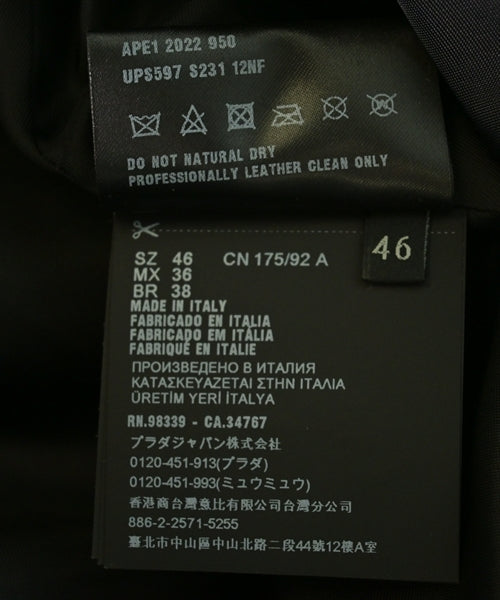 APE1 2022 950
UPS597 S231 12NF
DO NOT NATURAL DRY
PROFESSIONALLY LEATHER CLEAN ONLY
46
SZ 46 CN 175/92 A
MX 36
BR 38
MADE IN ITALY
FABRICADO EN ITALIA
FABRICADO EM ITÁLIA
FABRIQUÉ EN ITALIE
ПРОИЗВЕДЕНО В ИТАЛИЯ
ΚΑΤΑΣΚΕΥΑΖΕΤΑΙ ΣΤΗΝ ΙΤΑΛΙΑ
ÜRETİM YERİ İTALYA
RN.98339 - CA.34767
プラダジャパン株式会社
0120-451-913(プラダ)
0120-451-993(ミュウミュウ)
香港商台灣意比有限公司台灣分公司
886-2-2571-5255
臺北市中山區中山北路二段44號12樓A室